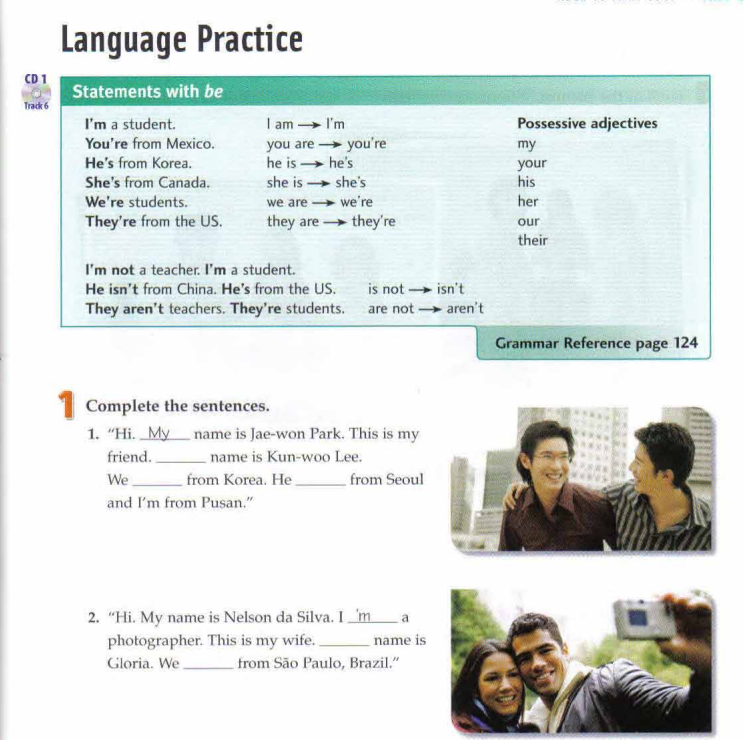 Language Practice
CD 1
Track 6
Statements with be
I'm a student. I am → I'm Possessive adjectives
You're from Mexico. you are → you're my
He's from Korea. he is → he's your
She's from Canada. she is → she's his
We're students. we are → we're her
They're from the US. they are → they're our
their
I'm not a teacher. I'm a student.
He isn't from China. He's from the US. is not → isn't
They aren't teachers. They're students. are not → aren't
Grammar Reference page 124
1 Complete the sentences.
1. "Hi. My name is Jae-won Park. This is my
friend. ______ name is Kun-woo Lee.
We ______ from Korea. He ______ from Seoul
and I'm from Pusan."
2. "Hi. My name is Nelson da Silva. I 'm a
photographer. This is my wife. ______ name is
Gloria. We ______ from São Paulo, Brazil."